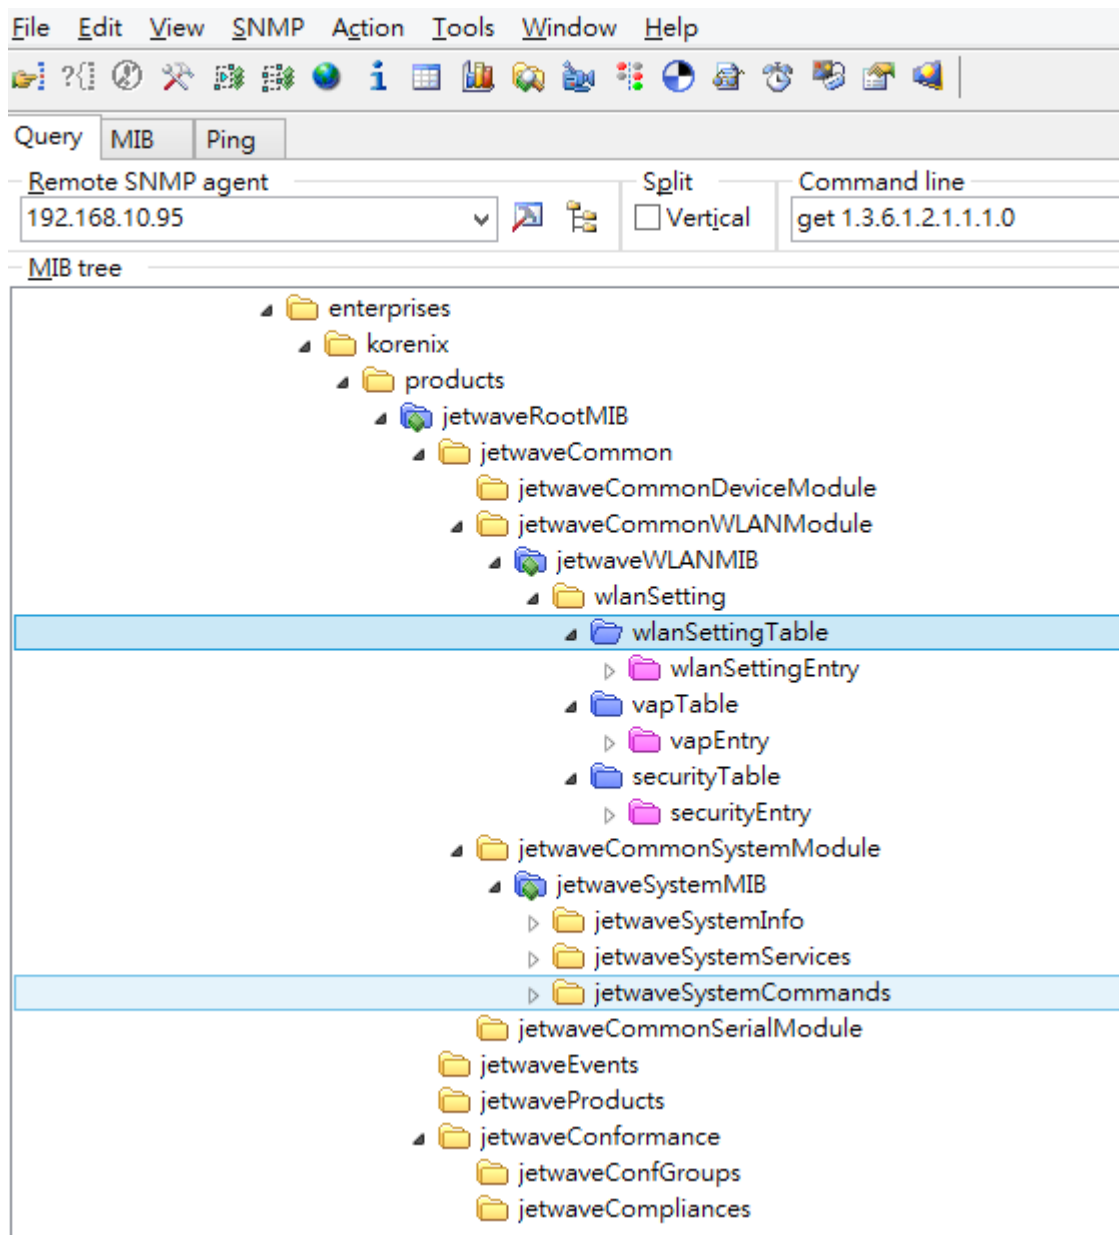 File Edit View SNMP Action Tools Window Help
Query MIB Ping
Remote SNMP agent Split Command line
192.168.10.95 Vertical get 1.3.6.1.2.1.1.1.0
MIB tree
enterprises
korenix
products
jetwaveRootMIB
jetwaveCommon
jetwaveCommonDeviceModule
jetwaveCommonWLANModule
jetwaveWLANMIB
wlanSetting
wlanSettingTable
wlanSettingEntry
vapTable
vapEntry
securityTable
securityEntry
jetwaveCommonSystemModule
jetwaveSystemMIB
jetwaveSystemInfo
jetwaveSystemServices
jetwaveSystemCommands
jetwaveCommonSerialModule
jetwaveEvents
jetwaveProducts
jetwaveConformance
jetwaveConfGroups
jetwaveCompliances